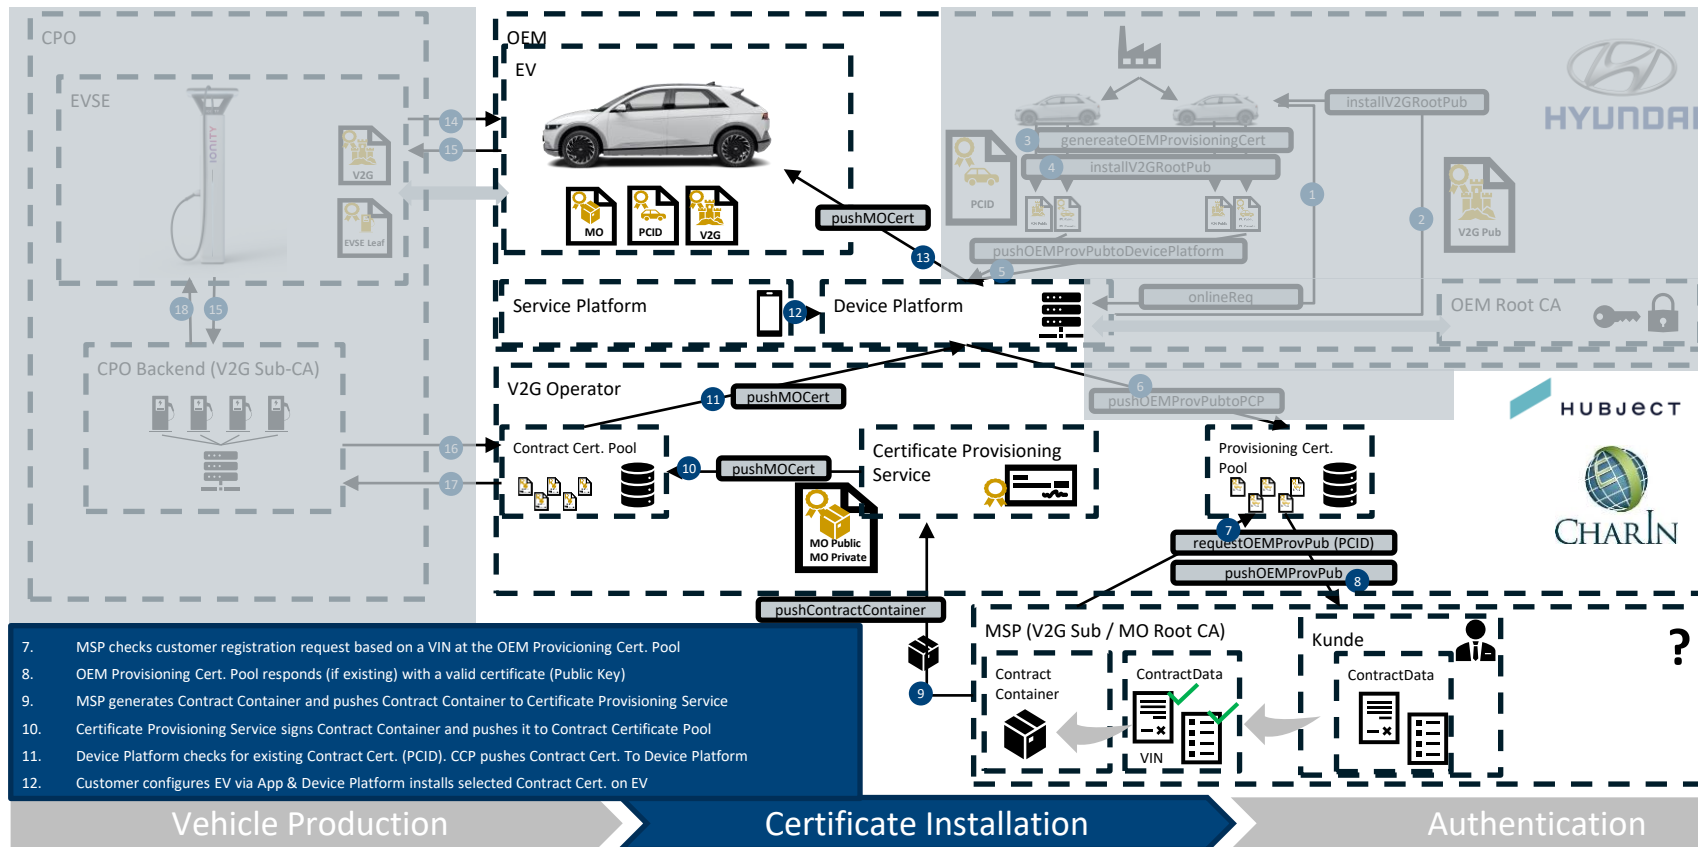 CPO
EVSE
IONITY
V2G
EVSE Leaf
18
15
CPO Backend (V2G Sub-CA)
14
15
16
17
OEM
EV
MO
PCID
V2G
pushMOCert
13
Service Platform
12
Device Platform
3
genereateOEMProvisioningCert
4
installV2GRootPub
PCID
pushOEMProvPubtoDevicePlatform
5
installV2GRootPub
1
2
HYUNDAI
V2G Pub
onlineReq
OEM Root CA
V2G Operator
11
pushMOCert
6
pushOEMProvPubtoPCP
HUBJECT
CHARIN
Contract Cert. Pool
10
pushMOCert
Certificate Provisioning
Service
MO Public
MO Private
Provisioning Cert.
Pool
7
requestOEMProvPub (PCID)
pushOEMProvPub
8
pushContractContainer
9
MSP (V2G Sub / MO Root CA)
Contract
Container
ContractData
VIN
Kunde
ContractData
?
7. MSP checks customer registration request based on a VIN at the OEM Provicioning Cert. Pool
8. OEM Provisioning Cert. Pool responds (if existing) with a valid certificate (Public Key)
9. MSP generates Contract Container and pushes Contract Container to Certificate Provisioning Service
10. Certificate Provisioning Service signs Contract Container and pushes it to Contract Certificate Pool
11. Device Platform checks for existing Contract Cert. (PCID). CCP pushes Contract Cert. To Device Platform
12. Customer configures EV via App & Device Platform installs selected Contract Cert. on EV
Vehicle Production
Certificate Installation
Authentication